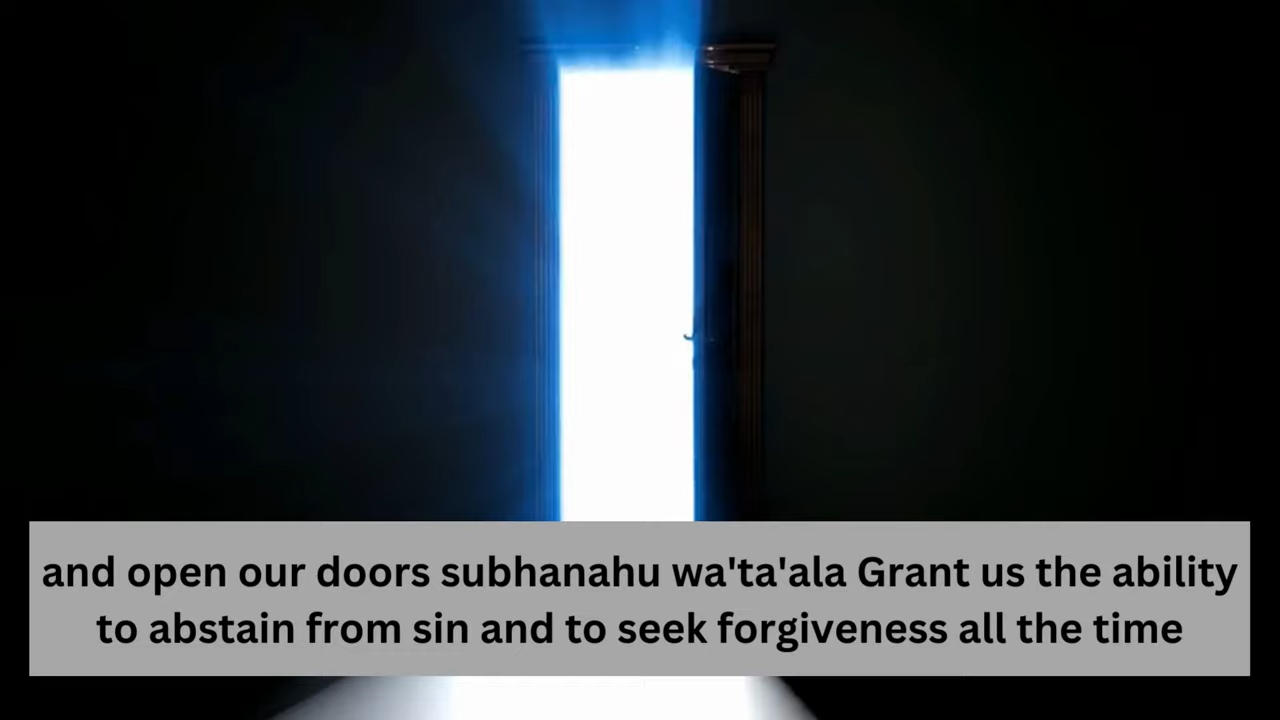 and open our doors subhanahu wa'ta'ala Grant us the ability
to abstain from sin and to seek forgiveness all the time